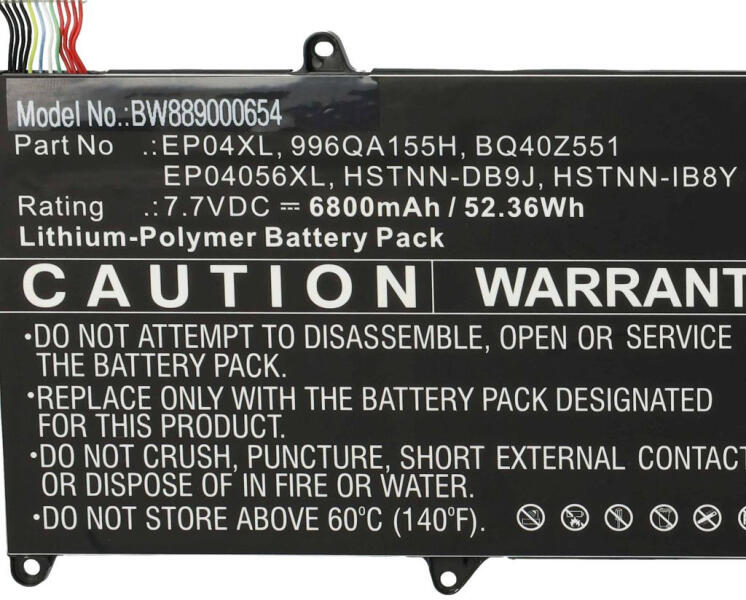 Model No.:BW889000654
Part No .:EP04XL, 996QA155H, BQ40Z551
EP04056XL, HSTNN-DB9J, HSTNN-IB8Y
Rating .:7.7VDC ⎓ 6800mAh / 52.36Wh
Lithium-Polymer Battery Pack
CAUTION WARRANT
•DO NOT ATTEMPT TO DISASSEMBLE, OPEN OR SERVICE
THE BATTERY PACK.
•REPLACE ONLY WITH THE BATTERY PACK DESIGNATED
FOR THIS PRODUCT.
•DO NOT CRUSH, PUNCTURE, SHORT EXTERNAL CONTACT
OR DISPOSE OF IN FIRE OR WATER.
•DO NOT STORE ABOVE 60ºC (140ºF).